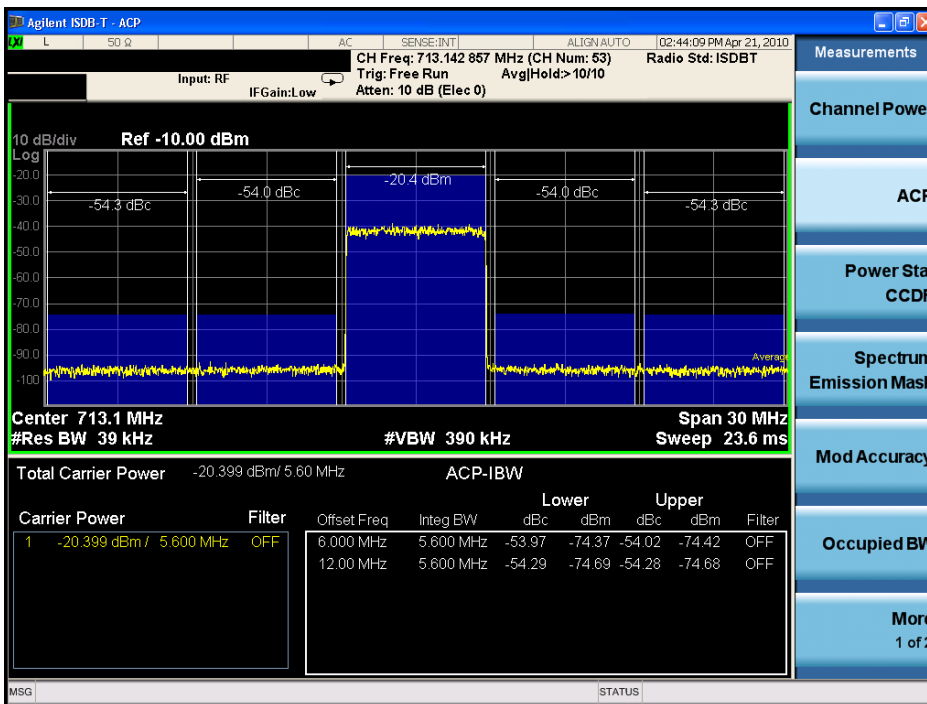 Agilent ISDB-T - ACP
LXI L 50 Ω AC SENSE:INT ALIGN AUTO 02:44:09 PM Apr 21, 2010
CH Freq: 713.142 857 MHz (CH Num: 53) Radio Std: ISDBT
Input: RF Trig: Free Run Avg|Hold:>10/10
IFGain:Low Atten: 10 dB (Elec 0)
10 dB/div Ref -10.00 dBm
Log
-20.0
-30.0
-40.0
-50.0
-60.0
-70.0
-80.0
-90.0
-100
-54.3 dBc -54.0 dBc -20.4 dBm -54.0 dBc -54.3 dBc
Average
Center 713.1 MHz Span 30 MHz
#Res BW 39 kHz #VBW 390 kHz Sweep 23.6 ms
Total Carrier Power -20.399 dBm/ 5.60 MHz ACP-IBW
Lower Upper
Carrier Power Filter Offset Freq Integ BW dBc dBm dBc dBm Filter
1 -20.399 dBm / 5.600 MHz OFF 6.000 MHz 5.600 MHz -53.97 -74.37 -54.02 -74.42 OFF
12.00 MHz 5.600 MHz -54.29 -74.69 -54.28 -74.68 OFF
MSG STATUS
Measurements
Channel Powe
ACP
Power Sta
CCDF
Spectrum
Emission Mas
Mod Accuracy
Occupied BW
More
1 of 2